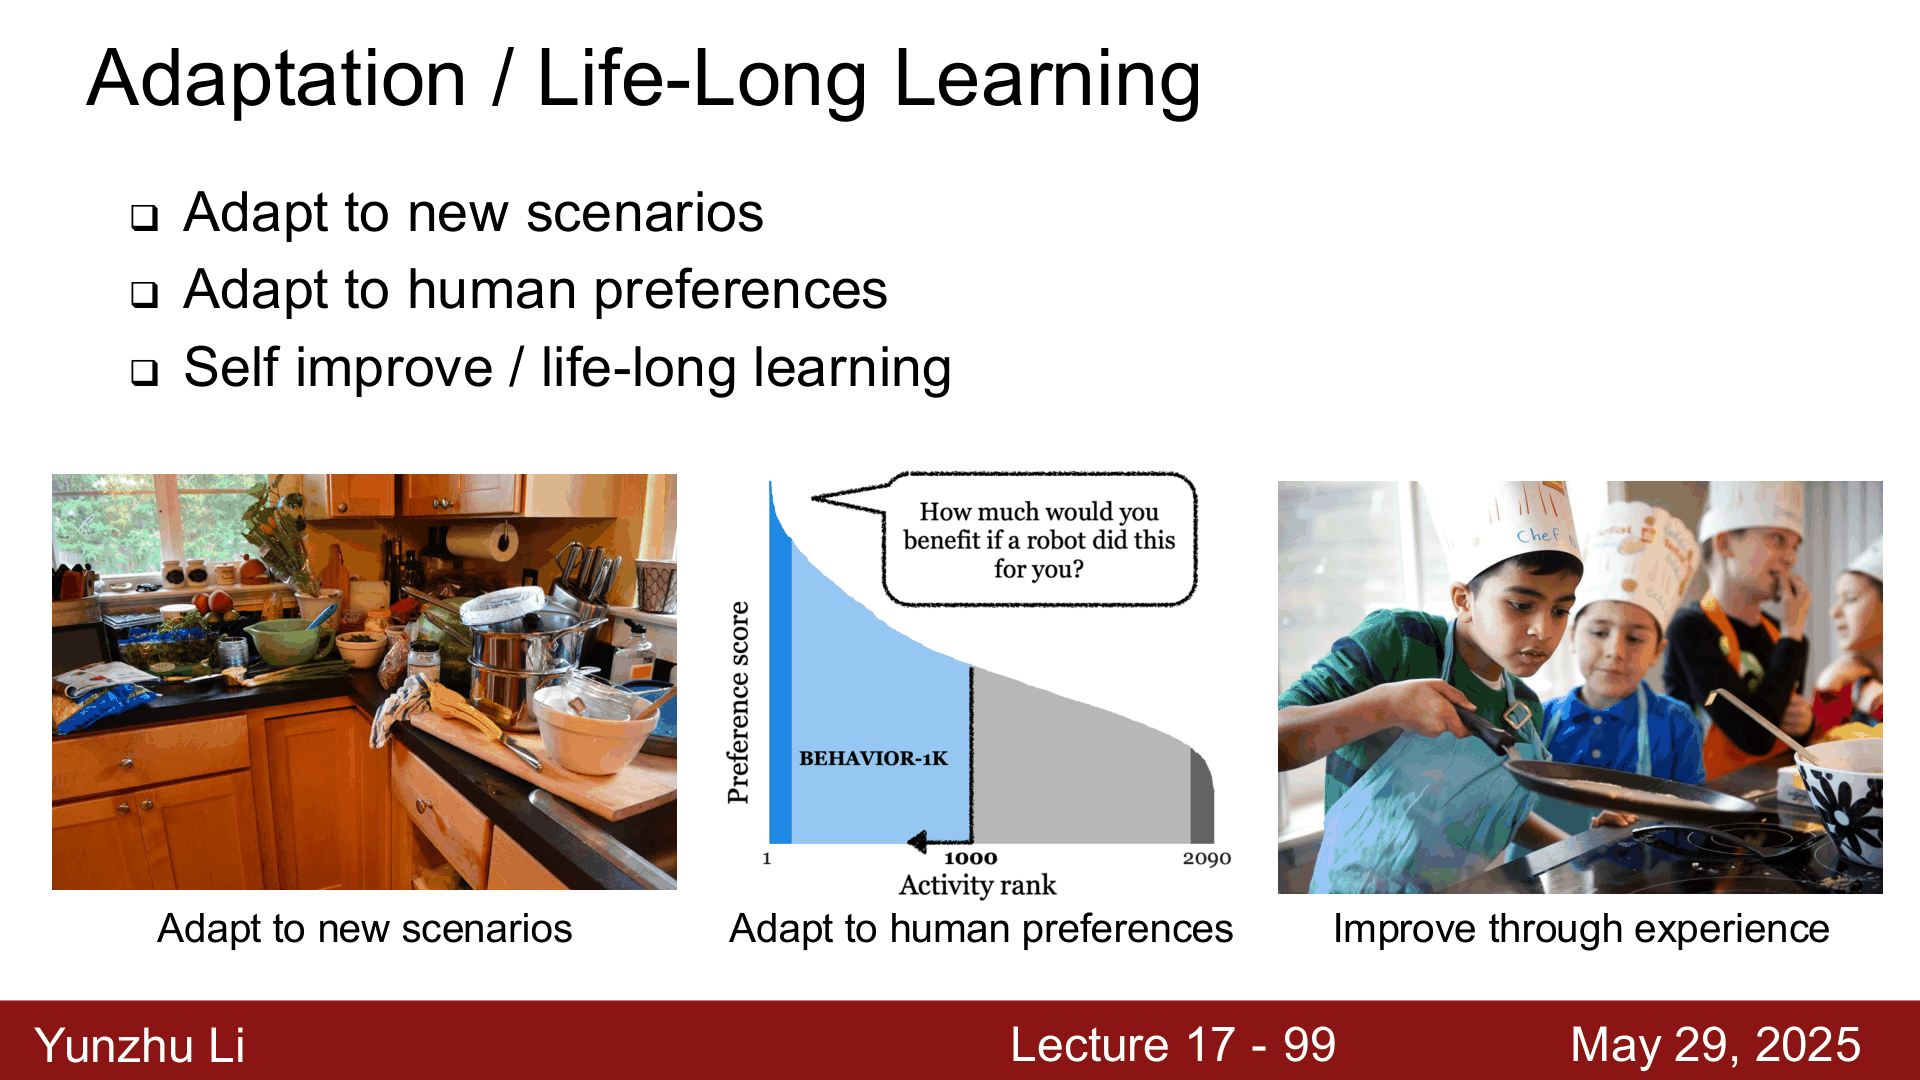 Adaptation / Life-Long Learning
❑ Adapt to new scenarios
❑ Adapt to human preferences
❑ Self improve / life-long learning
How much would you
benefit if a robot did this
for you?
Preference score
BEHAVIOR-1K
1 1000 2090
Activity rank
Chef
Adapt to new scenarios
Adapt to human preferences
Improve through experience
Yunzhu Li
Lecture 17 - 99
May 29, 2025